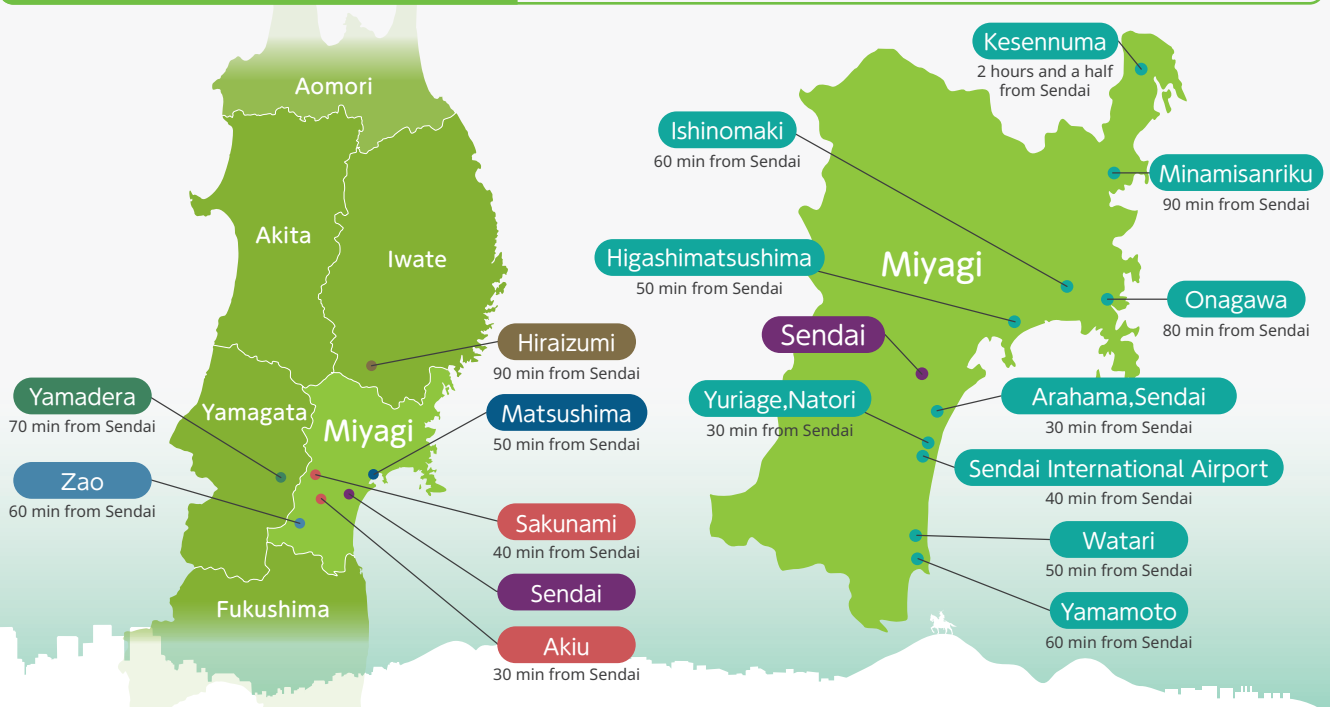 Aomori
Akita
Iwate
Hiraizumi
90 min from Sendai
Yamadera
70 min from Sendai
Yamagata
Miyagi
Matsushima
50 min from Sendai
Zao
60 min from Sendai
Sakunami
40 min from Sendai
Sendai
Fukushima
Akiu
30 min from Sendai
Kesennuma
2 hours and a half
from Sendai
Ishinomaki
60 min from Sendai
Minamisanriku
90 min from Sendai
Higashimatsushima
50 min from Sendai
Miyagi
Onagawa
80 min from Sendai
Sendai
Yuriage,Natori
30 min from Sendai
Arahama,Sendai
30 min from Sendai
Sendai International Airport
40 min from Sendai
Watari
50 min from Sendai
Yamamoto
60 min from Sendai